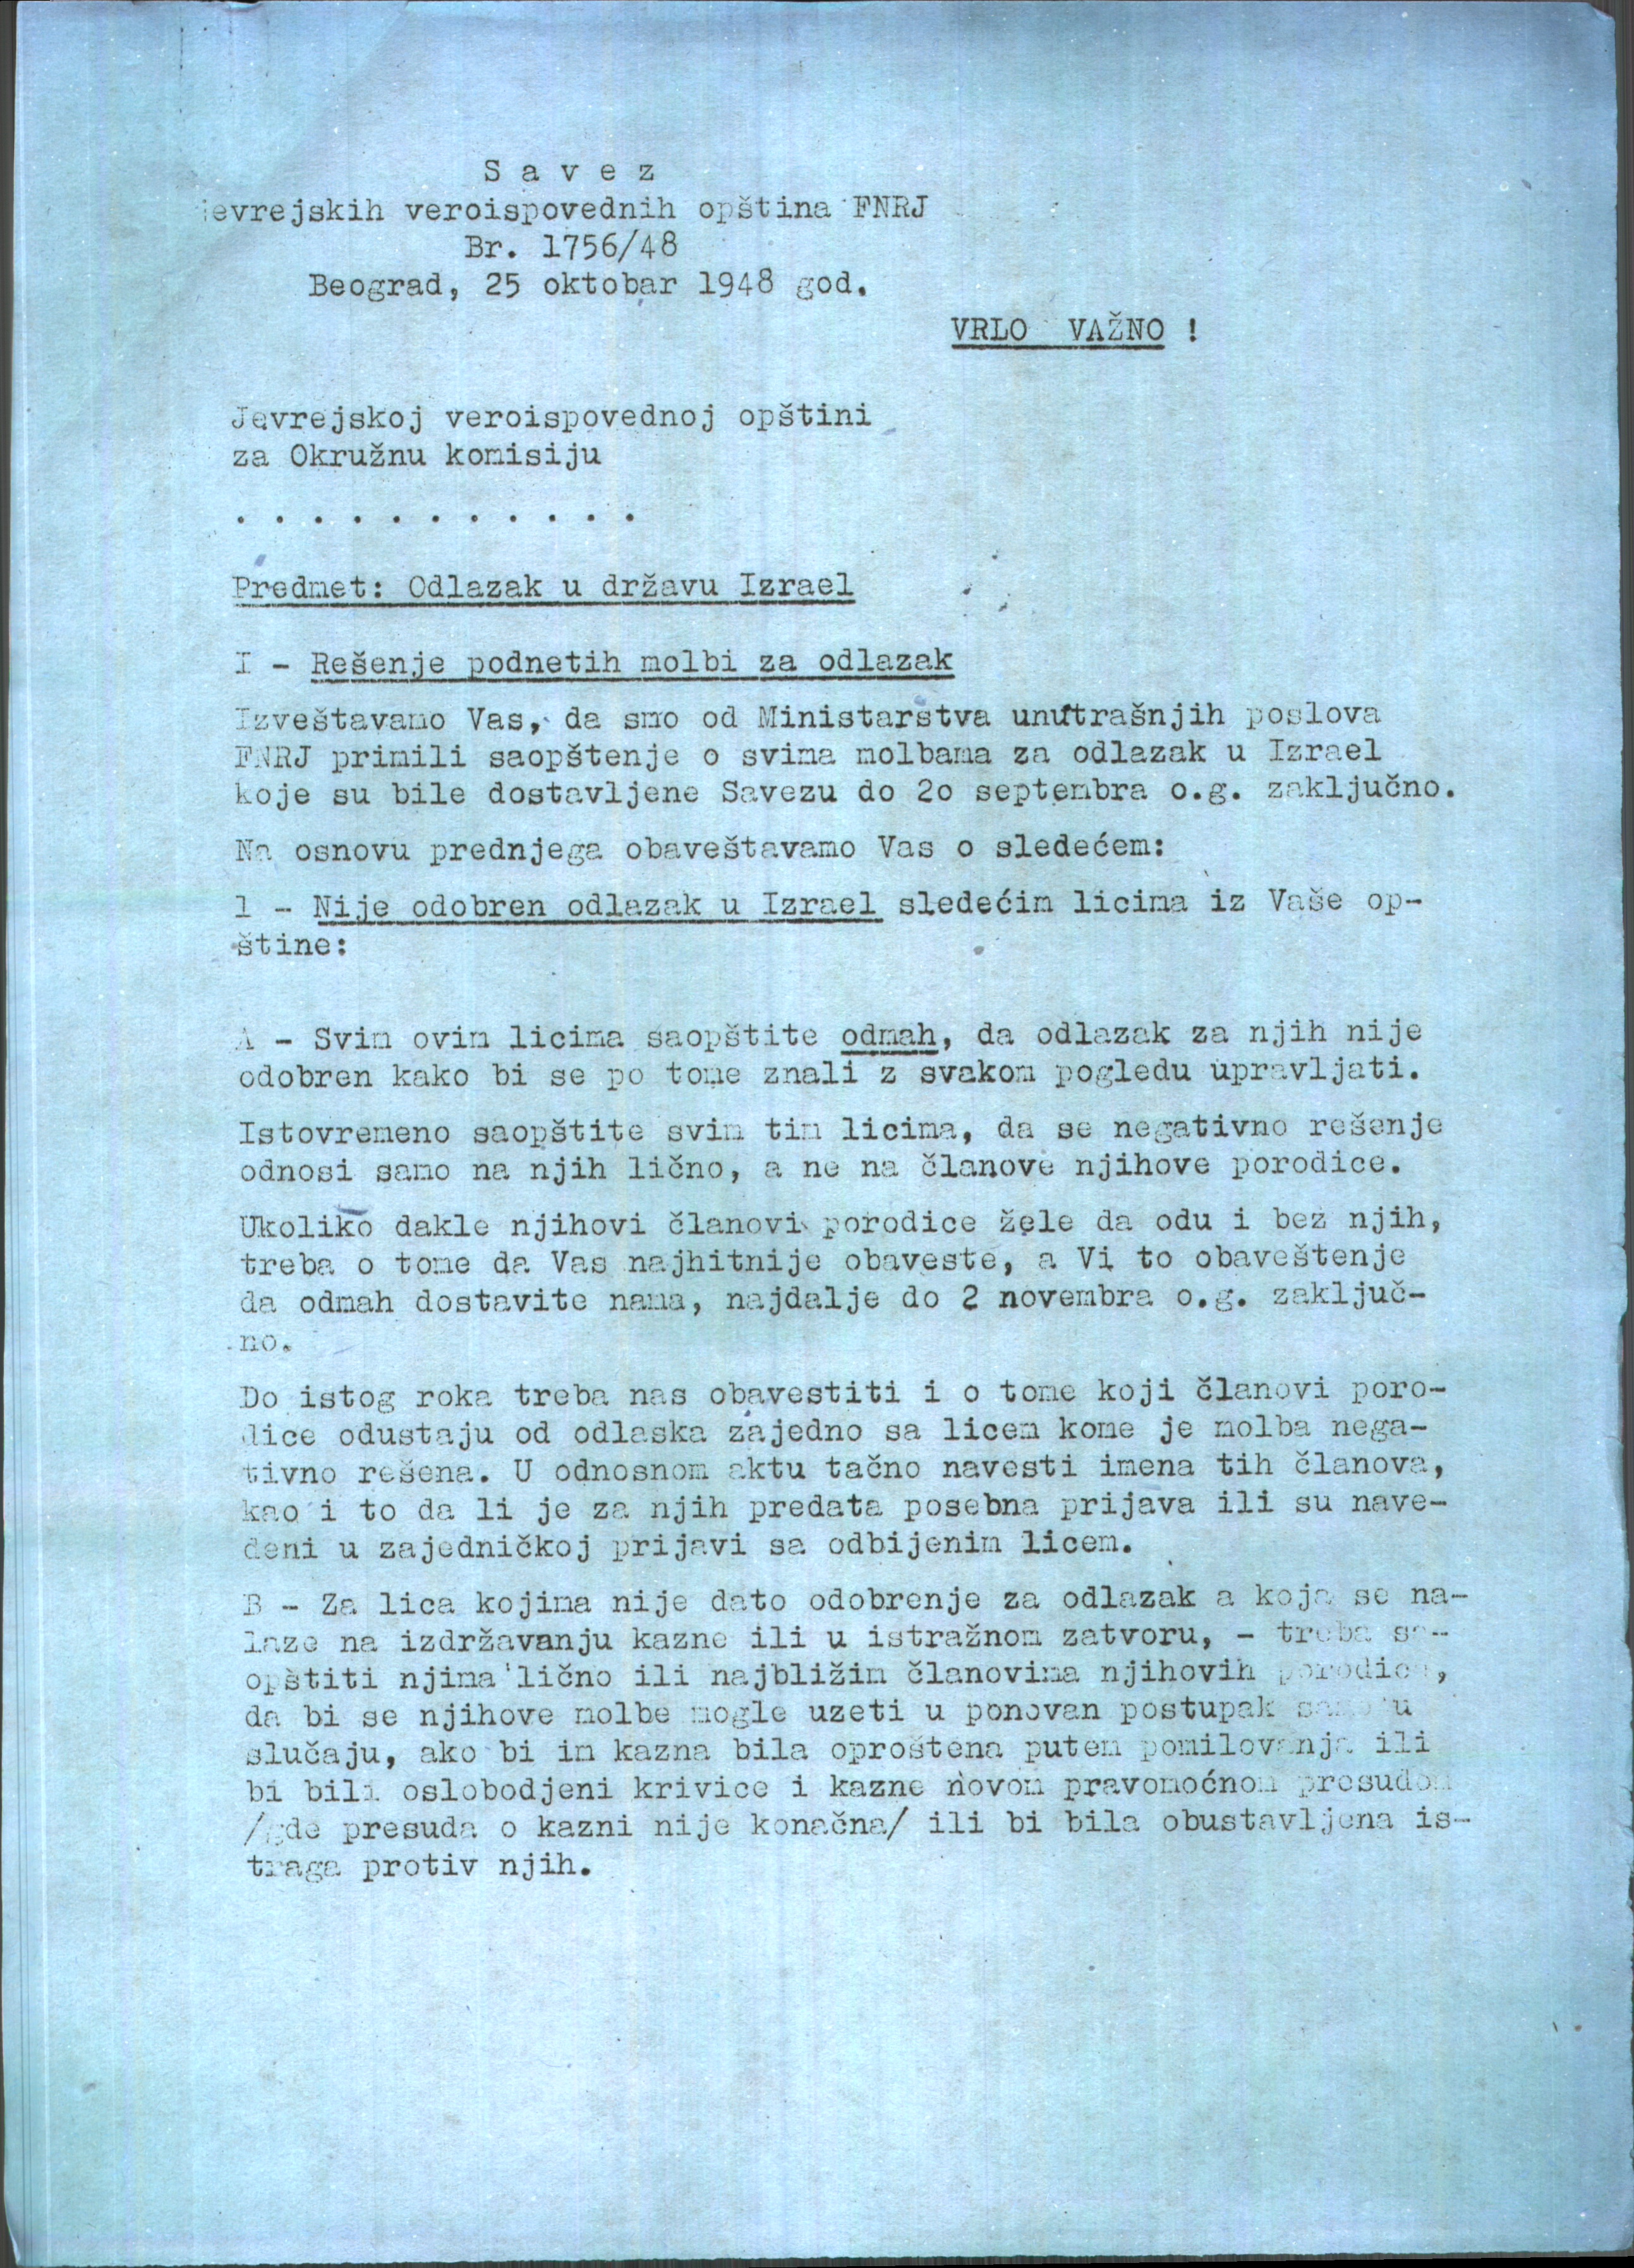 S a v e z
jevrejskih veroispovednih opština FNRJ
Br. 1756/48
Beograd, 25 oktobar 1948 god.
VRLO VAŽNO !
Jevrejskoj veroispovednoj opštini
za Okružnu komisiju
. . . . . . . . . . .
Predmet: Odlazak u državu Izrael
I - Rešenje podnetih molbi za odlazak
Izveštavamo Vas, da smo od Ministarstva unutrašnjih poslova
FNRJ primili saopštenje o svima molbama za odlazak u Izrael
koje su bile dostavljene Savezu do 2o septembra o.g. zaključno.
Na osnovu prednjega obaveštavamo Vas o sledećem:
1 - Nije odobren odlazak u Izrael sledećim licima iz Vaše op-
štine:
A - Svim ovim licima saopštite odmah, da odlazak za njih nije
odobren kako bi se po tome znali z svakom pogledu upravljati.
Istovremeno saopštite svim tim licima, da se negativno rešenje
odnosi samo na njih lično, a ne na članove njihove porodice.
Ukoliko dakle njihovi članovi porodice žele da odu i bez njih,
treba o tome da Vas najhitnije obaveste, a Vi to obaveštenje
da odmah dostavite nama, najdalje do 2 novembra o.g. zaključ-
no.
Do istog roka treba nas obavestiti i o tome koji članovi poro-
dice odustaju od odlaska zajedno sa licem kome je molba nega-
tivno rešena. U odnosnom aktu tačno navesti imena tih članova,
kao i to da li je za njih predata posebna prijava ili su nave-
deni u zajedničkoj prijavi sa odbijenim licem.
B - Za lica kojima nije dato odobrenje za odlazak a koja se na-
laze na izdržavanju kazne ili u istražnom zatvoru, - treba sa-
opštiti njima lično ili najbližim članovima njihovih porodica,
da bi se njihove molbe mogle uzeti u ponovan postupak samo u
slučaju, ako bi im kazna bila oproštena putem pomilovanja ili
bi bili oslobodjeni krivice i kazne novom pravomoćnom presudom
/gde presuda o kazni nije konačna/ ili bi bila obustavljena is-
traga protiv njih.